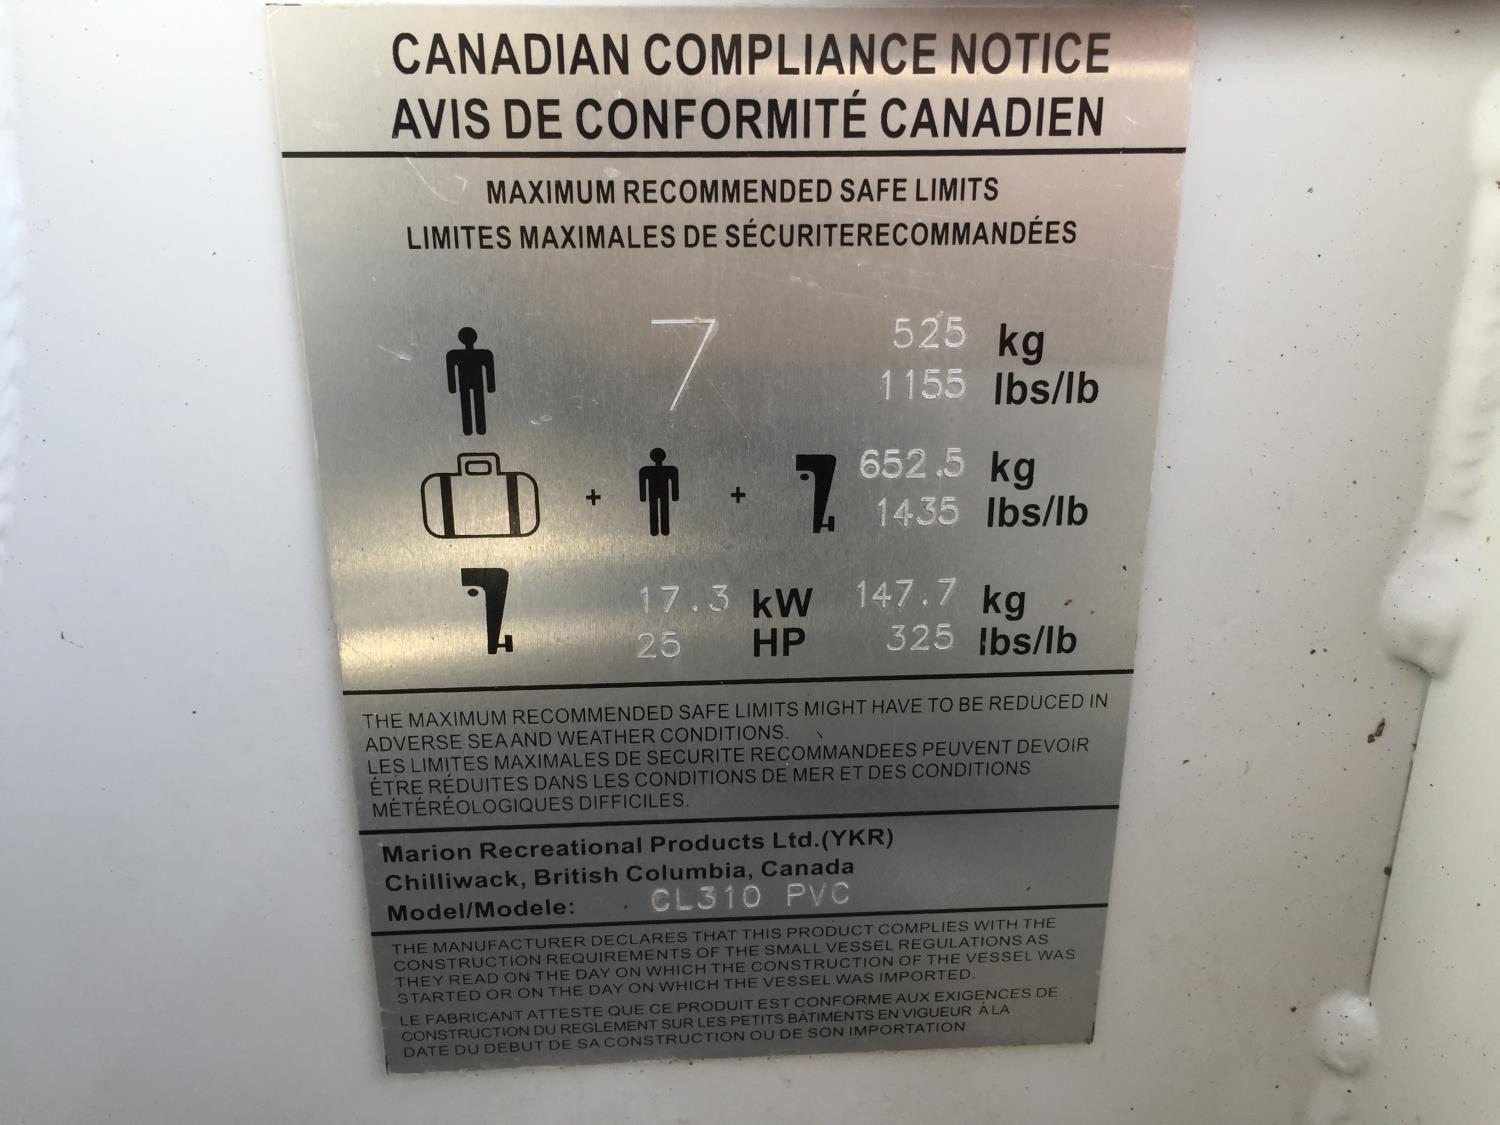 CANADIAN COMPLIANCE NOTICE
AVIS DE CONFORMITÉ CANADIEN
MAXIMUM RECOMMENDED SAFE LIMITS
LIMITES MAXIMALES DE SÉCURITERECOMMANDÉES
7 525 kg
1155 lbs/lb
+ + 652.5 kg
1435 lbs/lb
17.3 kW 147.7 kg
25 HP 325 lbs/lb
THE MAXIMUM RECOMMENDED SAFE LIMITS MIGHT HAVE TO BE REDUCED IN
ADVERSE SEA AND WEATHER CONDITIONS.
LES LIMITES MAXIMALES DE SECURITE RECOMMANDEES PEUVENT DEVOIR
ÉTRE RÉDUITES DANS LES CONDITIONS DE MER ET DES CONDITIONS
MÉTÉRÉOLOGIQUES DIFFICILES.
Marion Recreational Products Ltd.(YKR)
Chilliwack, British Columbia, Canada
Model/Modele: CL310 PVC
THE MANUFACTURER DECLARES THAT THIS PRODUCT COMPLIES WITH THE
CONSTRUCTION REQUIREMENTS OF THE SMALL VESSEL REGULATIONS AS
THEY READ ON THE DAY ON WHICH THE CONSTRUCTION OF THE VESSEL WAS
STARTED OR ON THE DAY ON WHICH THE VESSEL WAS IMPORTED.
LE FABRICANT ATTESTE QUE CE PRODUIT EST CONFORME AUX EXIGENCES DE
CONSTRUCTION DU REGLEMENT SUR LES PETITS BÂTIMENTS EN VIGUEUR À LA
DATE DU DEBUT DE SA CONSTRUCTION OU DE SON IMPORTATION